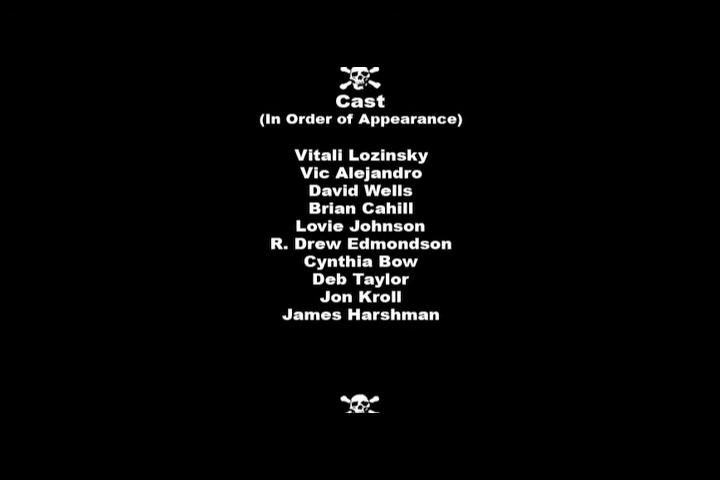 Cast
(In Order of Appearance)
Vitali Lozinsky
Vic Alejandro
David Wells
Brian Cahill
Lovie Johnson
R. Drew Edmondson
Cynthia Bow
Deb Taylor
Jon Kroll
James Harshman